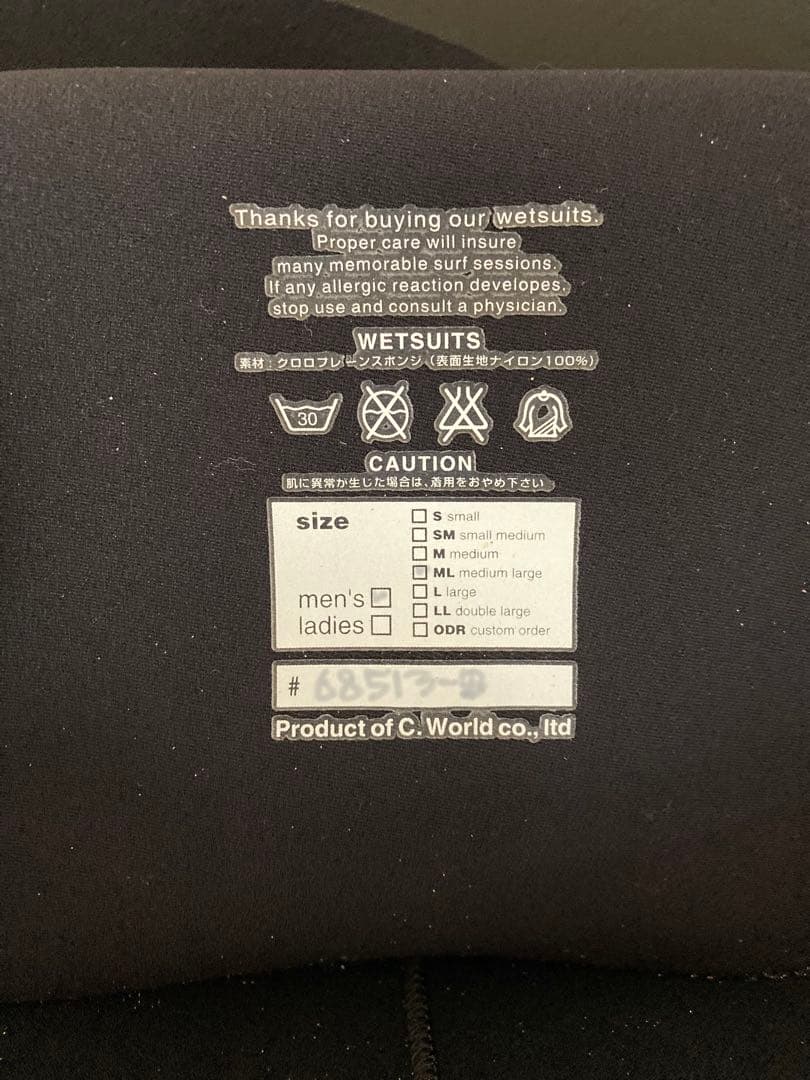 Thanks for buying our wetsuits.
Proper care will insure
many memorable surf sessions.
If any allergic reaction developes,
stop use and consult a physician.
WETSUITS
素材：クロロプレーンスポンジ（表面生地ナイロン100%）
30
CAUTION
肌に異常が生じた場合は、着用をおやめ下さい
size
S small
SM small medium
M medium
ML medium large
L large
LL double large
ODR custom order
men's
ladies
# 68513-
Product of C. World co., ltd